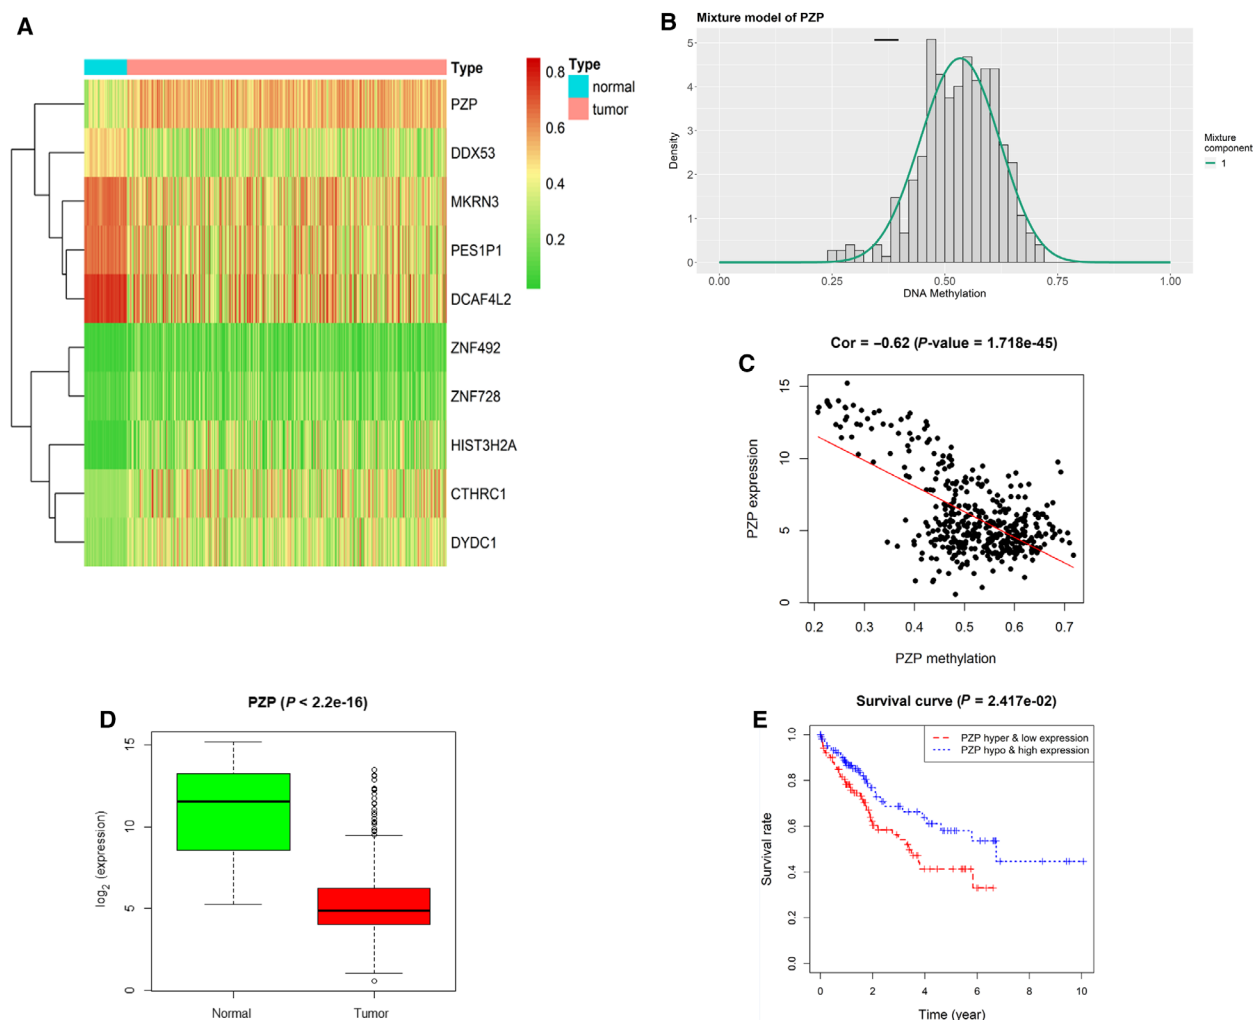 A
Type
PZP
DDX53
MKRN3
PES1P1
DCAF4L2
ZNF492
ZNF728
HIST3H2A
CTHRC1
DYDC1
0.8
0.6
0.4
0.2
Type
normal
tumor
B
Mixture model of PZP
5
4
3
2
1
0
Density
0.00
0.25
0.50
0.75
1.00
DNA Methylation
Mixture
component
1
C
Cor = −0.62 (P-value = 1.718e-45)
15
10
5
0
PZP expression
0.2
0.3
0.4
0.5
0.6
0.7
PZP methylation
D
PZP (P < 2.2e-16)
15
10
5
0
log2 (expression)
Normal
Tumor
E
Survival curve (P = 2.417e-02)
PZP hyper & low expression
PZP hypo & high expression
1.0
0.8
0.6
0.4
0.2
0.0
Survival rate
0
2
4
6
8
10
Time (year)